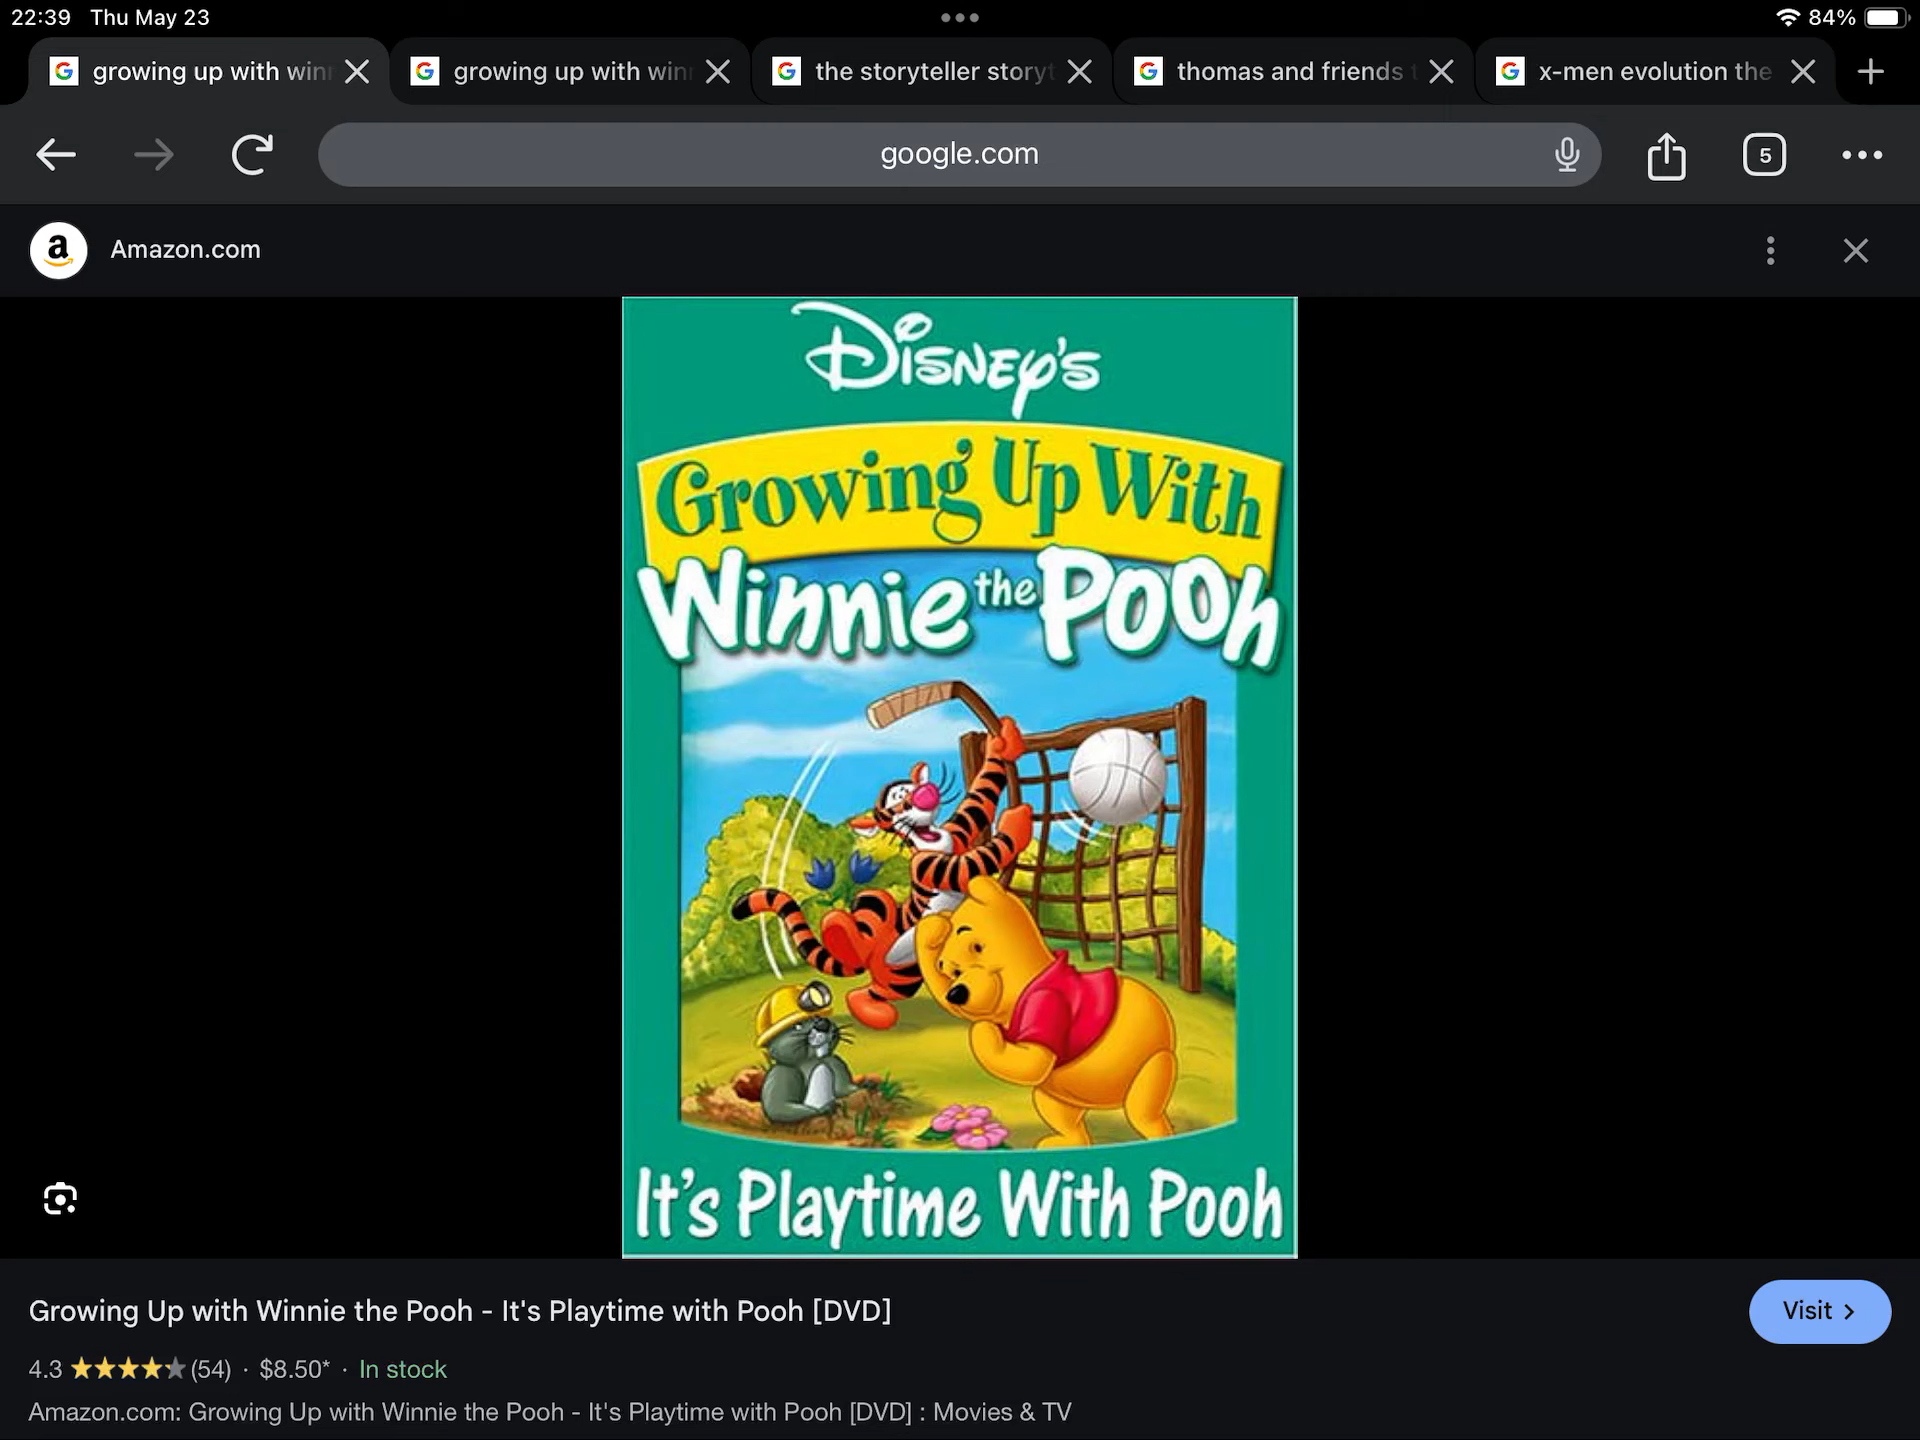 22:39 Thu May 23
84%
growing up with win
growing up with win
the storyteller storyt
thomas and friends t
x-men evolution the
google.com
5
Amazon.com
Disney's
Growing Up With
Winnie the Pooh
It's Playtime With Pooh
Growing Up with Winnie the Pooh - It's Playtime with Pooh [DVD]
Visit
4.3 (54) · $8.50* · In stock
Amazon.com: Growing Up with Winnie the Pooh - It's Playtime with Pooh [DVD] : Movies & TV